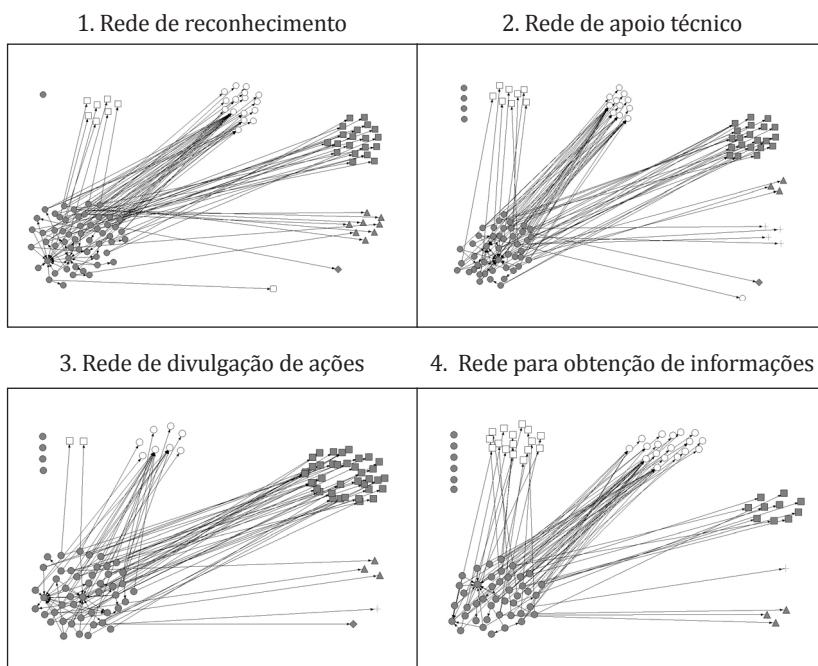 1. Rede de reconhecimento
2. Rede de apoio técnico
3. Rede de divulgação de ações
4. Rede para obtenção de informações